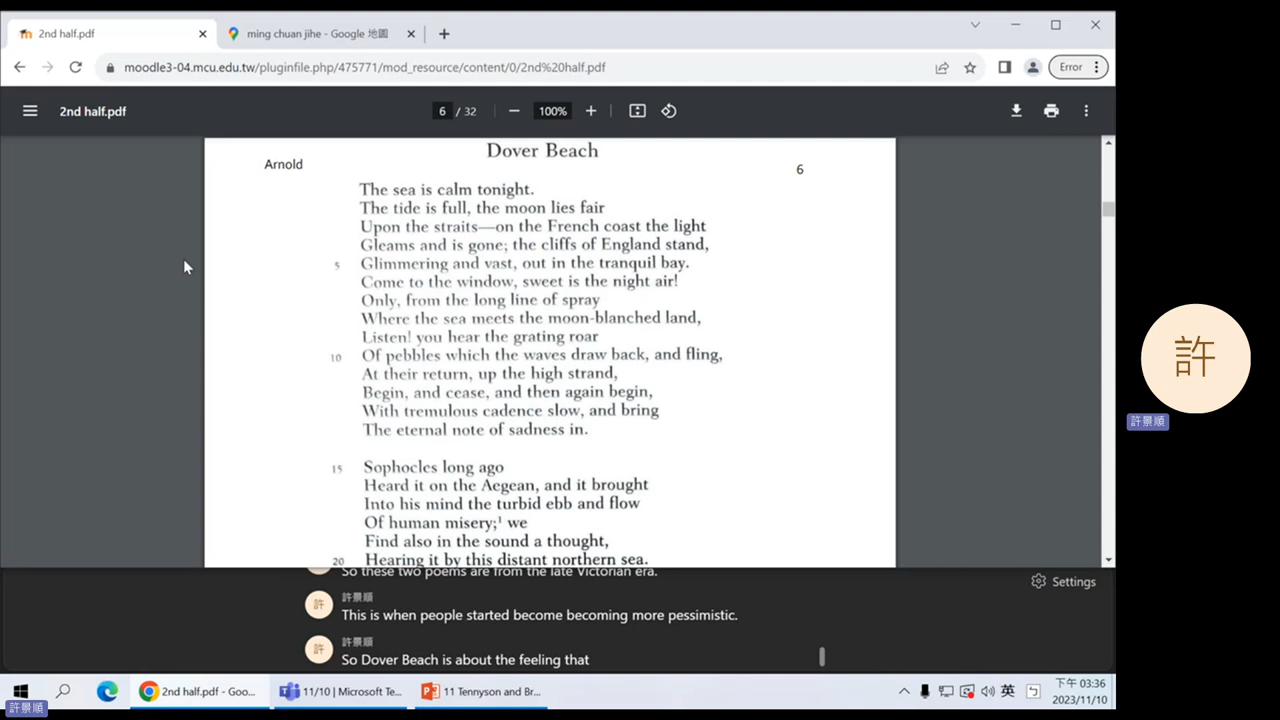 2nd half.pdf
ming chuan jihe - Google 地圖
moodle3-04.mcu.edu.tw/pluginfile.php/475771/mod_resource/content/0/2nd%20half.pdf
Error
2nd half.pdf
6 / 32
100%
Dover Beach
Arnold
6
The sea is calm tonight.
The tide is full, the moon lies fair
Upon the straits—on the French coast the light
Gleams and is gone; the cliffs of England stand,
5 Glimmering and vast, out in the tranquil bay.
Come to the window, sweet is the night air!
Only, from the long line of spray
Where the sea meets the moon-blanched land,
Listen! you hear the grating roar
10 Of pebbles which the waves draw back, and fling,
At their return, up the high strand,
Begin, and cease, and then again begin,
With tremulous cadence slow, and bring
The eternal note of sadness in.
15 Sophocles long ago
Heard it on the Aegean, and it brought
Into his mind the turbid ebb and flow
Of human misery;¹ we
Find also in the sound a thought,
20 Hearing it by this distant northern sea.
許
許景順
So these two poems are from the late Victorian era.
Settings
許 許景順
This is when people started become becoming more pessimistic.
許 許景順
So Dover Beach is about the feeling that
2nd half.pdf - Goo...
11/10 | Microsoft Te...
11 Tennyson and Br...
英
下午 03:36
2023/11/10
許景順